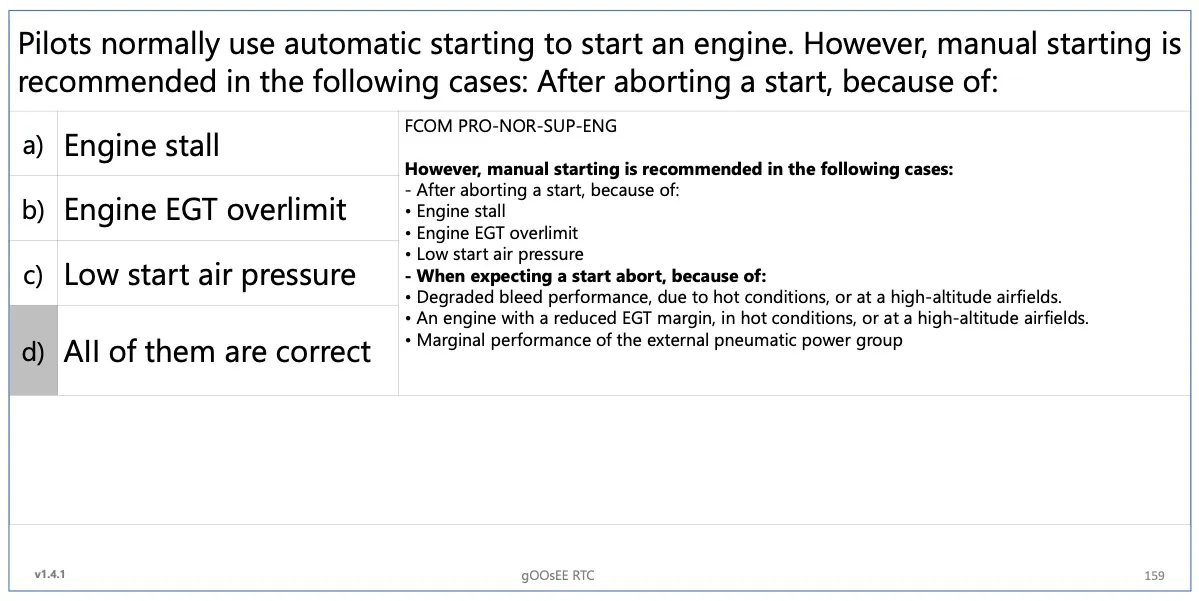 Pilots normally use automatic starting to start an engine. However, manual starting is
recommended in the following cases: After aborting a start, because of:
a) Engine stall
b) Engine EGT overlimit
c) Low start air pressure
d) AII of them are correct
FCOM PRO-NOR-SUP-ENG
However, manual starting is recommended in the following cases:
- After aborting a start, because of:
• Engine stall
• Engine EGT overlimit
• Low start air pressure
- When expecting a start abort, because of:
• Degraded bleed performance, due to hot conditions, or at a high-altitude airfields.
• An engine with a reduced EGT margin, in hot conditions, or at a high-altitude airfields.
• Marginal performance of the external pneumatic power group
v1.4.1
gOOsEE RTC
159